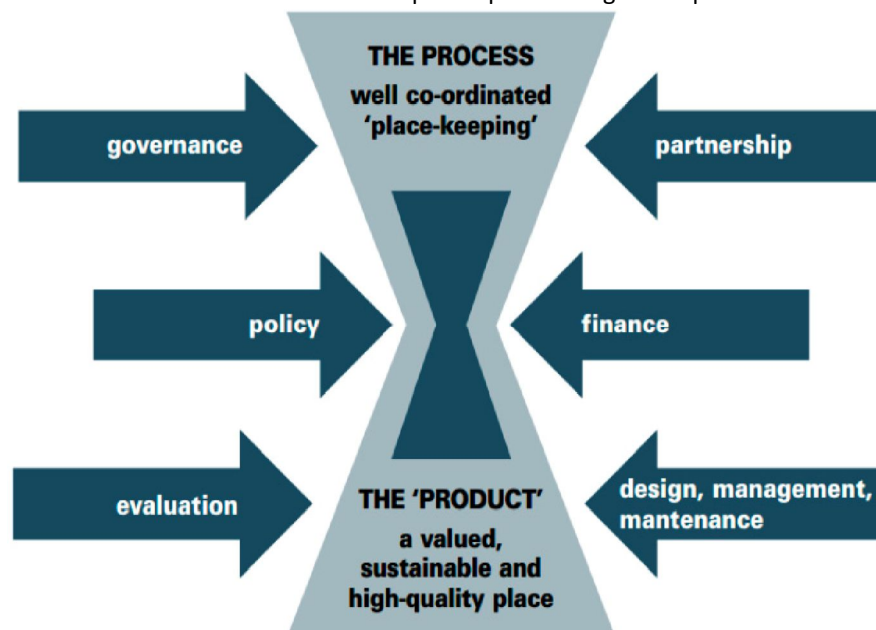 THE PROCESS
well co-ordinated
'place-keeping'
governance
partnership
policy
finance
evaluation
design, management,
mantenance
THE 'PRODUCT'
a valued,
sustainable and
high-quality place